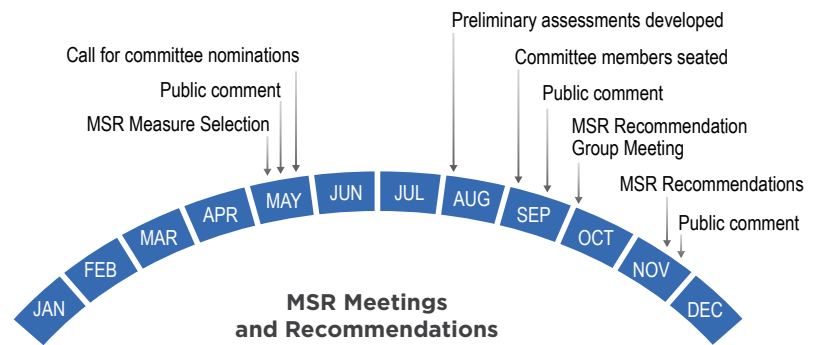 Preliminary assessments developed
Call for committee nominations
Committee members seated
Public comment
Public comment
MSR Measure Selection
MSR Recommendation
Group Meeting
MSR Recommendations
Public comment
JAN
FEB
MAR
APR
MAY
JUN
JUL
AUG
SEP
OCT
NOV
DEC
MSR Meetings
and Recommendations